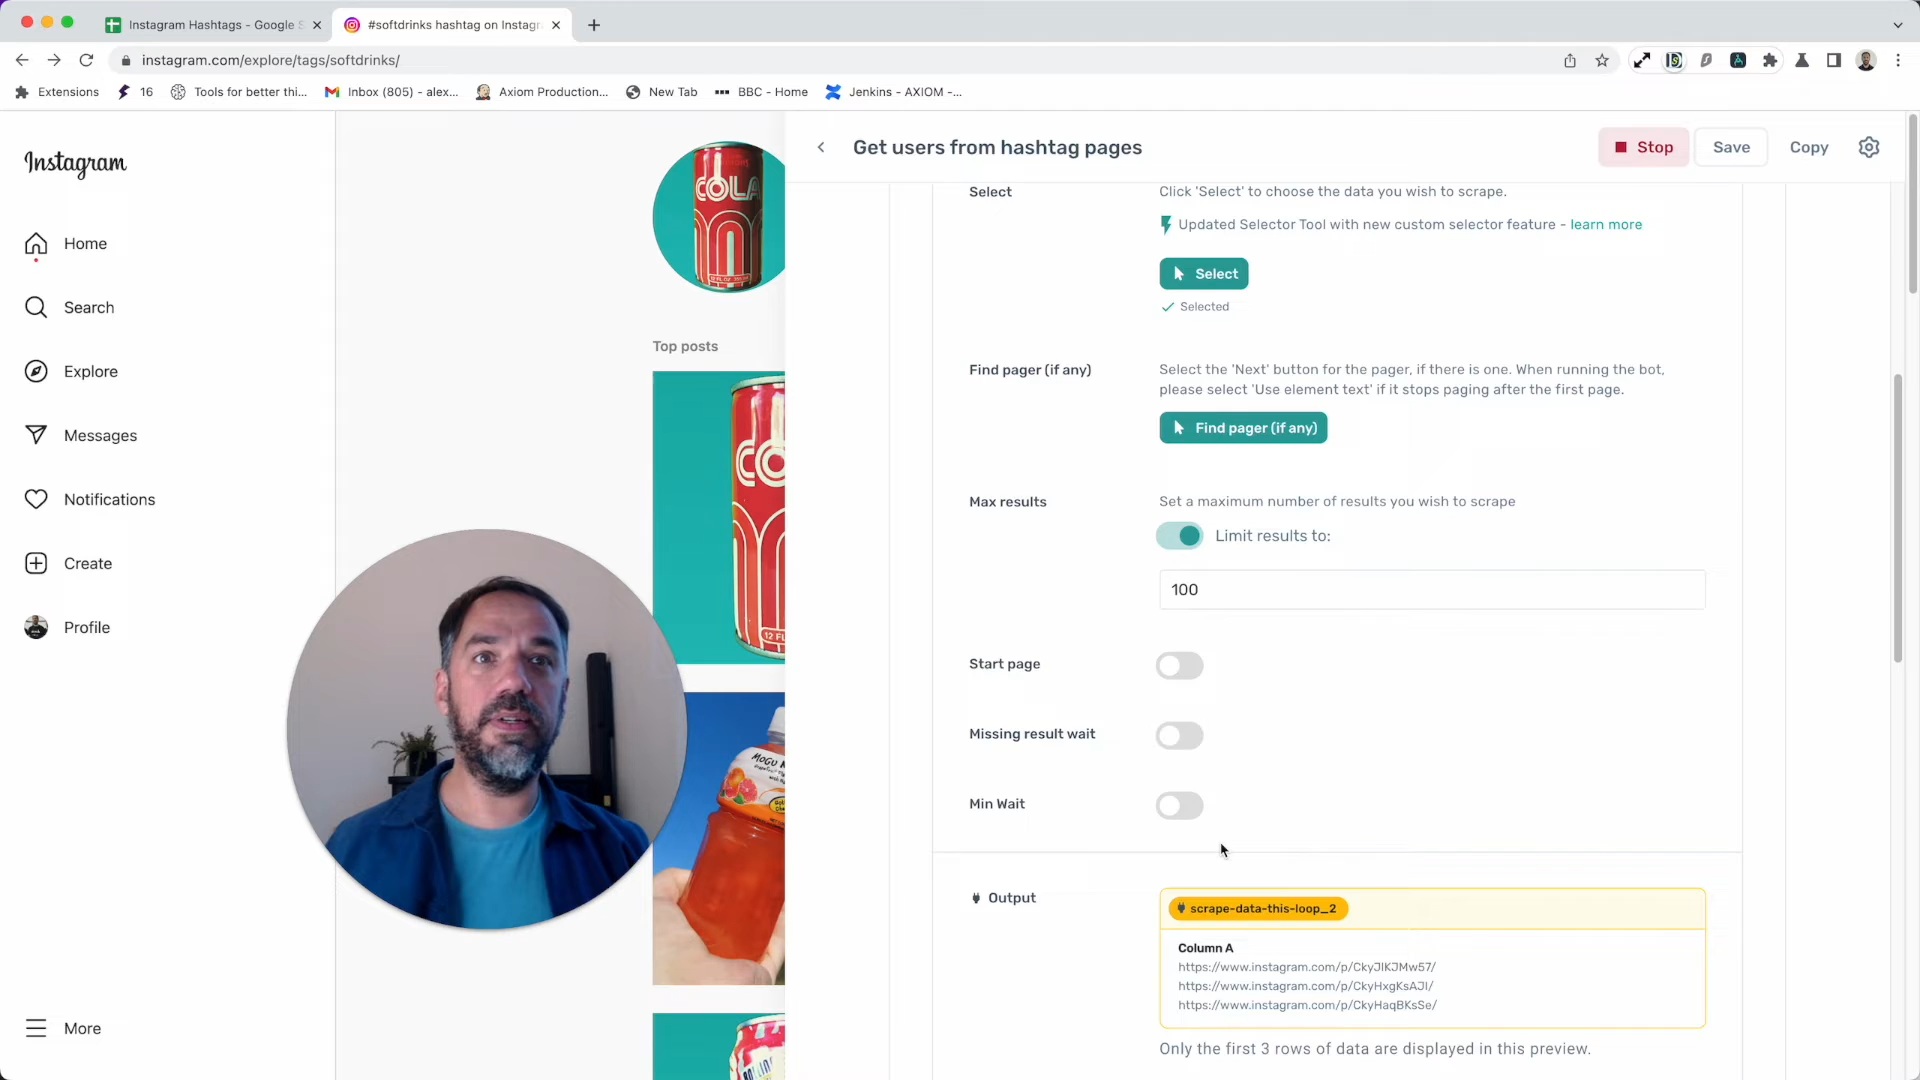 Instagram Hashtags - Google S
#softdrinks hashtag on Instagr
instagram.com/explore/tags/softdrinks/
Extensions
16
Tools for better thi...
Inbox (805) - alex...
Axiom Production...
New Tab
BBC - Home
Jenkins - AXIOM -...
Instagram
Home
Search
Explore
Messages
Notifications
Create
Profile
More
COLA
Top posts
CO
12 FL
MOGU
Get users from hashtag pages
Stop
Save
Copy
Select
Click 'Select' to choose the data you wish to scrape.
Updated Selector Tool with new custom selector feature - learn more
Select
Selected
Find pager (if any)
Select the 'Next' button for the pager, if there is one. When running the bot,
please select 'Use element text' if it stops paging after the first page.
Find pager (if any)
Max results
Set a maximum number of results you wish to scrape
Limit results to:
100
Start page
Missing result wait
Min Wait
Output
scrape-data-this-loop_2
Column A
https://www.instagram.com/p/CkyJlKJMw57/
https://www.instagram.com/p/CkyHxgKsAJI/
https://www.instagram.com/p/CkyHaqBKsSe/
Only the first 3 rows of data are displayed in this preview.